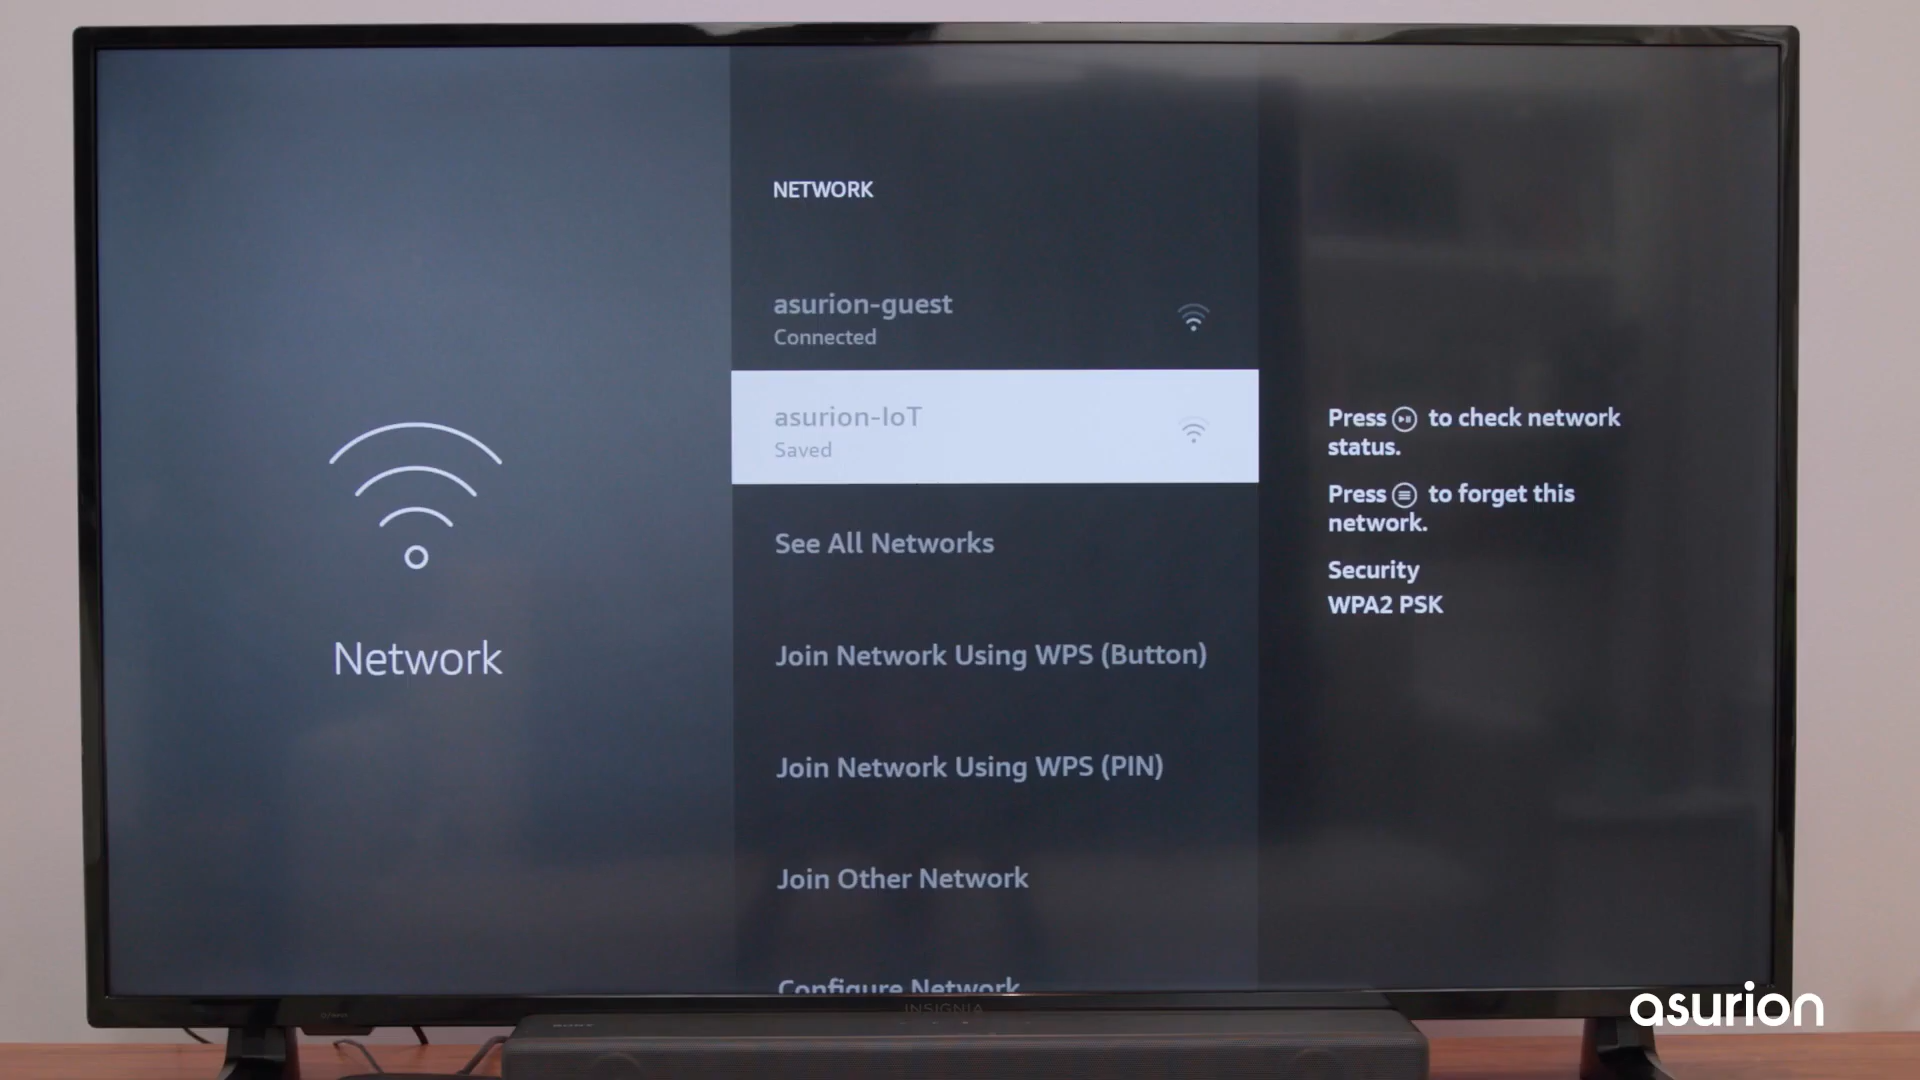 NETWORK
asurion-guest
Connected
asurion-IoT
Saved
See All Networks
Join Network Using WPS (Button)
Join Network Using WPS (PIN)
Join Other Network
Configure Network
Network
Press to check network
status.
Press to forget this
network.
Security
WPA2 PSK
INSIGNIA
SONY
asurion